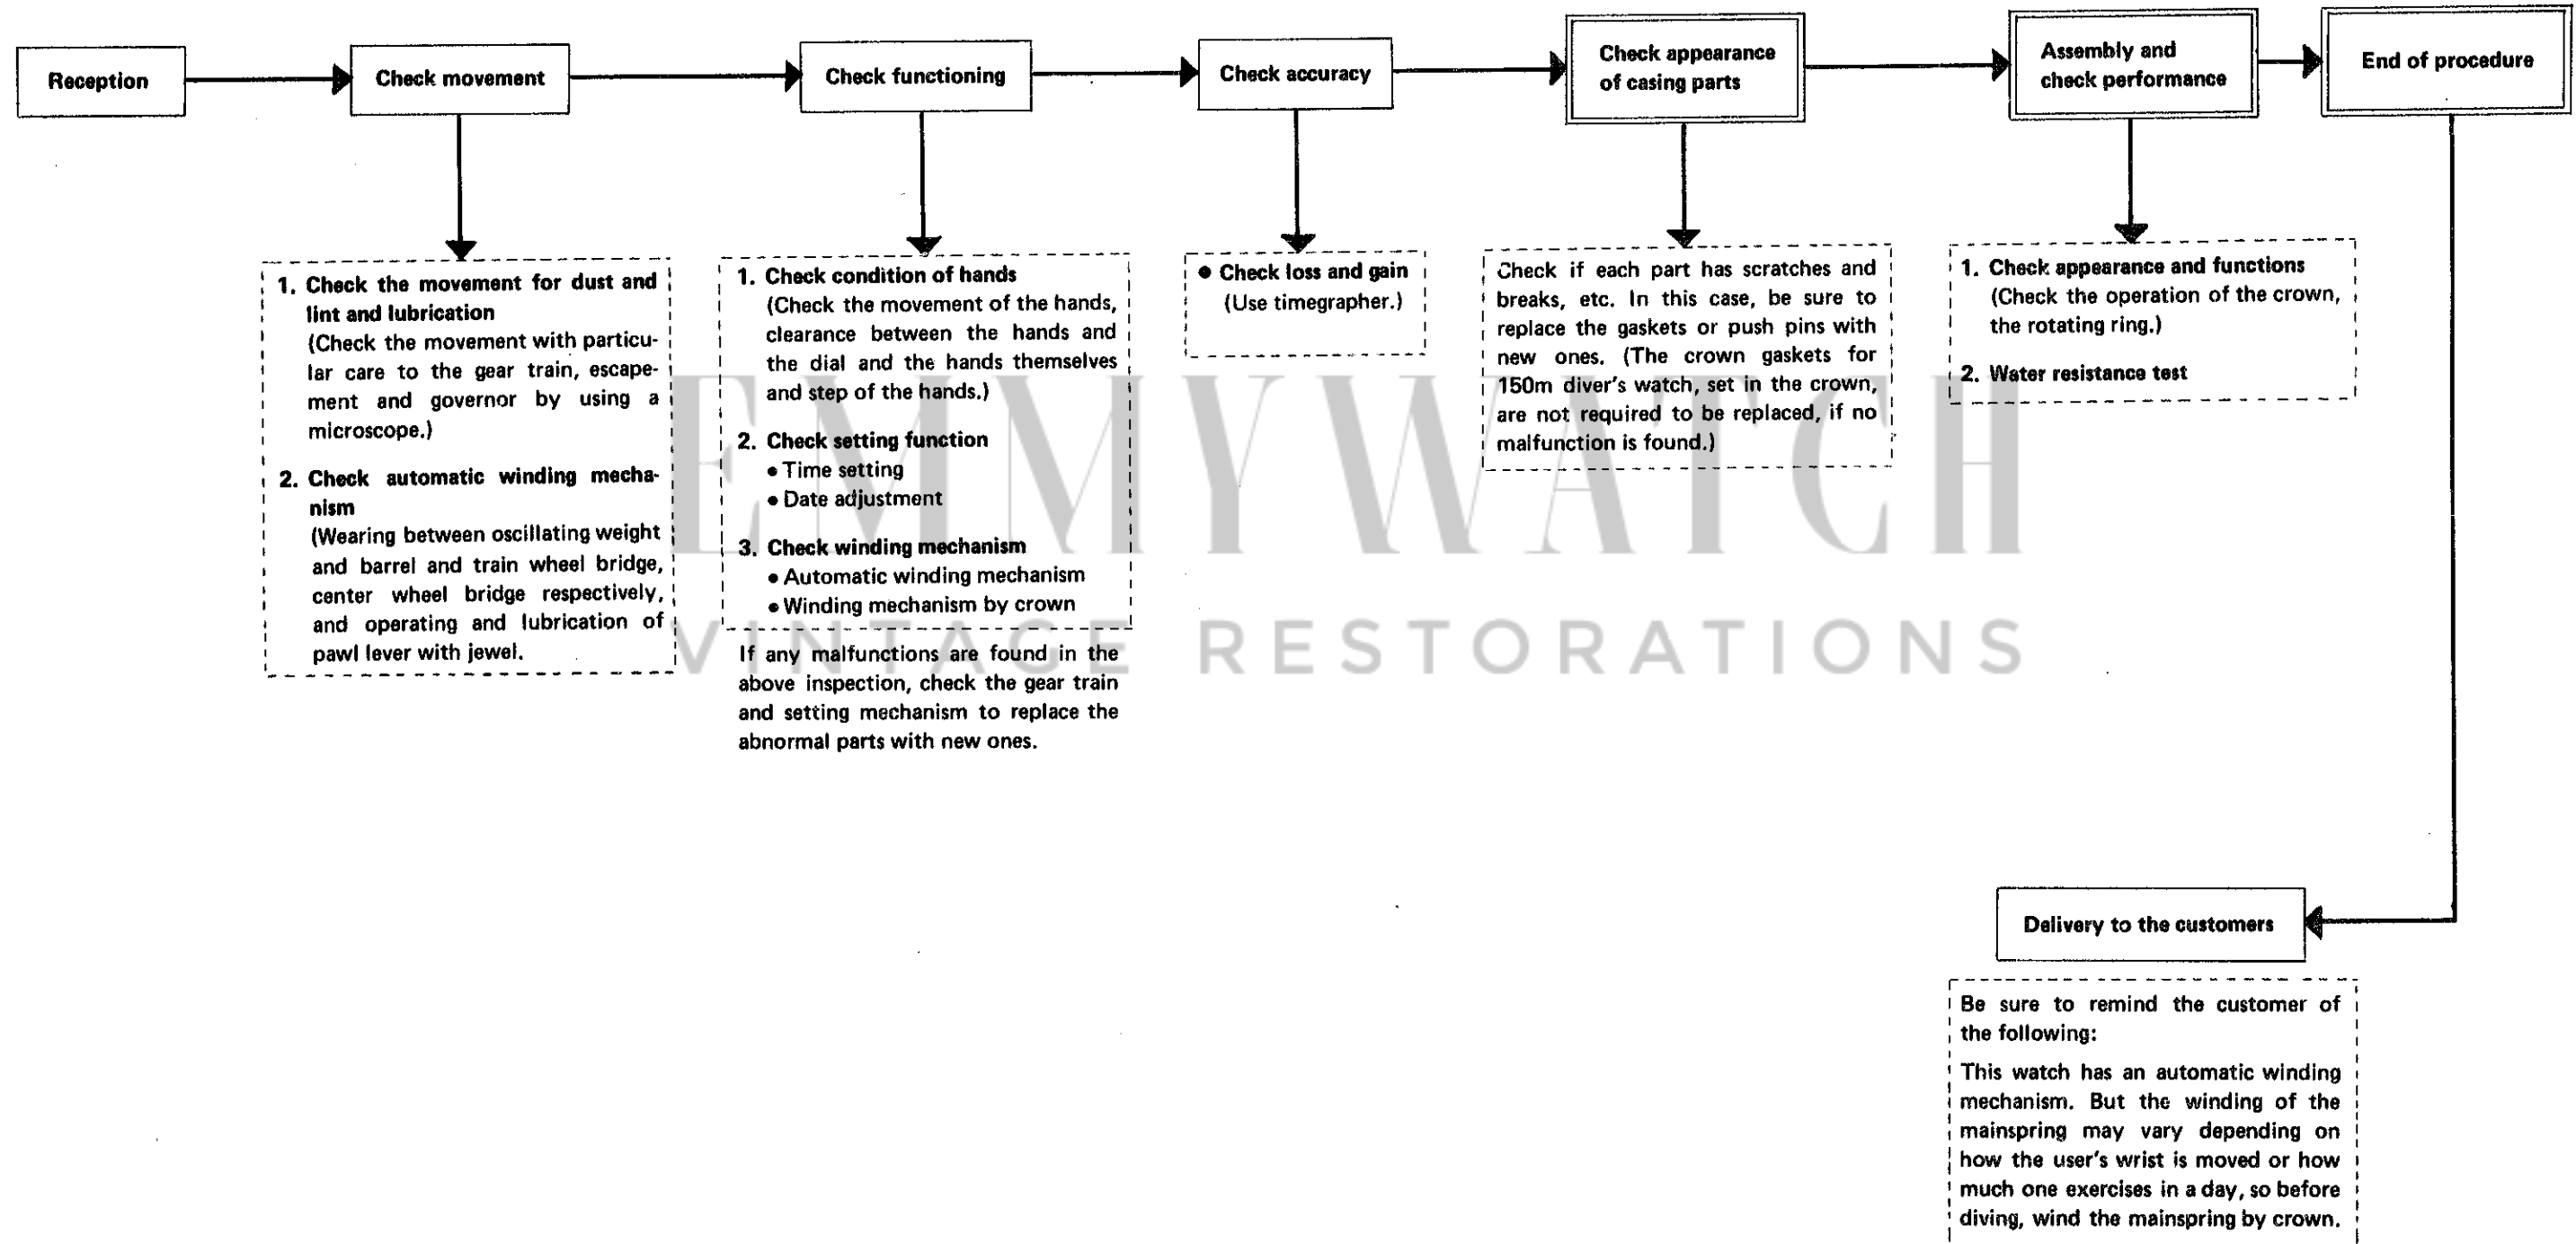 Reception
Check movement
Check functioning
Check accuracy
Check appearance
of casing parts
Assembly and
check performance
End of procedure
1. Check the movement for dust and
lint and lubrication
(Check the movement with particu-
lar care to the gear train, escape-
ment and governor by using a
microscope.)
2. Check automatic winding mecha-
nism
(Wearing between oscillating weight
and barrel and train wheel bridge,
center wheel bridge respectively,
and operating and lubrication of
pawl lever with jewel.
1. Check condition of hands
(Check the movement of the hands,
clearance between the hands and
the dial and the hands themselves
and step of the hands.)
2. Check setting function
• Time setting
• Date adjustment
3. Check winding mechanism
• Automatic winding mechanism
• Winding mechanism by crown
If any malfunctions are found in the
above inspection, check the gear train
and setting mechanism to replace the
abnormal parts with new ones.
• Check loss and gain
(Use timegrapher.)
Check if each part has scratches and
breaks, etc. In this case, be sure to
replace the gaskets or push pins with
new ones. (The crown gaskets for
150m diver's watch, set in the crown,
are not required to be replaced, if no
malfunction is found.)
1. Check appearance and functions
(Check the operation of the crown,
the rotating ring.)
2. Water resistance test
EMMYWATCH
VINTAGE RESTORATIONS
Delivery to the customers
Be sure to remind the customer of
the following:
This watch has an automatic winding
mechanism. But the winding of the
mainspring may vary depending on
how the user's wrist is moved or how
much one exercises in a day, so before
diving, wind the mainspring by crown.